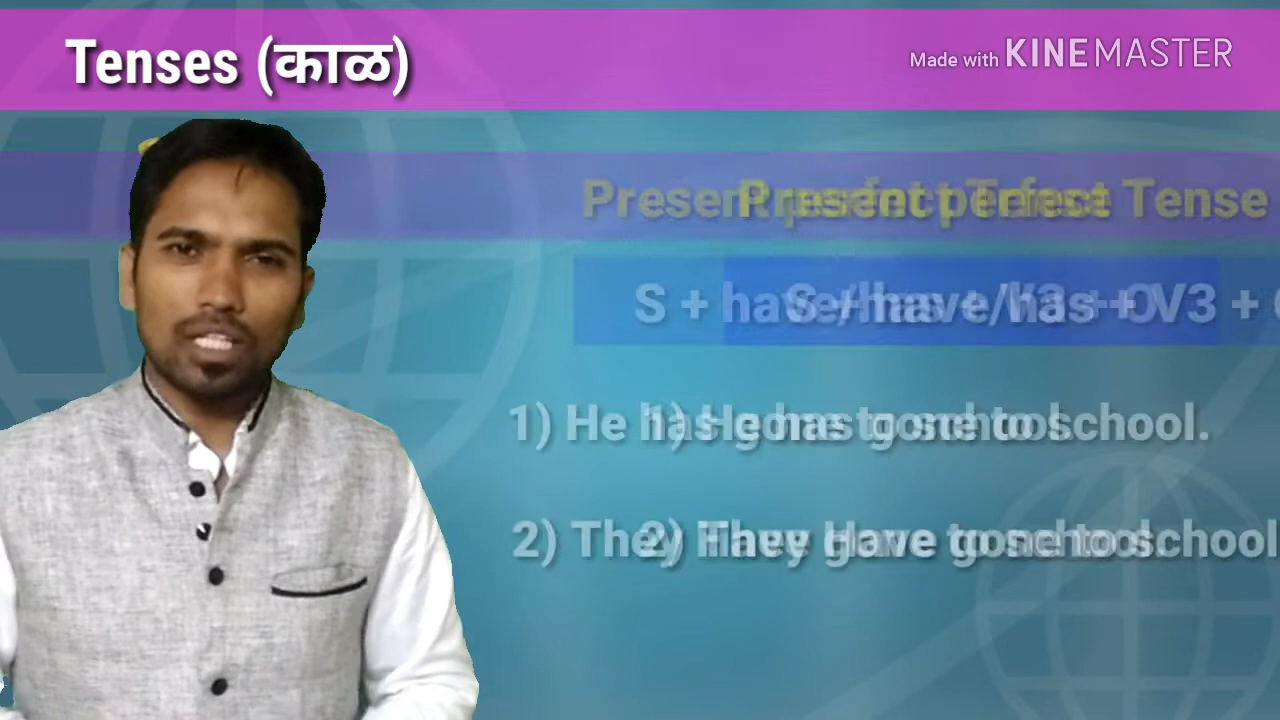 Tenses (काळ)
Made with KINEMASTER
Present perfect Tense
S + have/has + V3 + O
1) He has gone to school.
2) They Have gone to school.